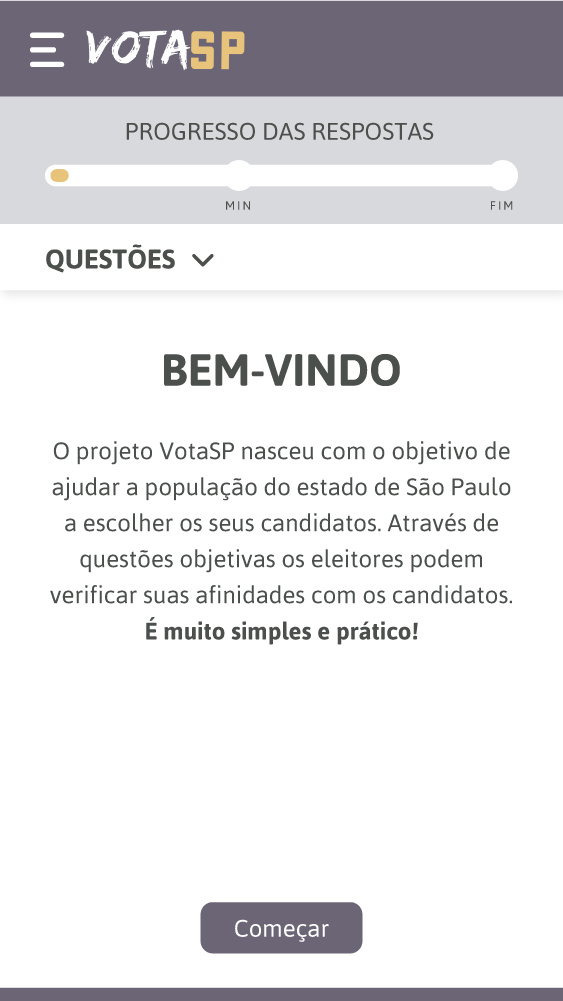 VOTASP
PROGRESSO DAS RESPOSTAS
MIN FIM
QUESTÕES
BEM-VINDO
O projeto VotaSP nasceu com o objetivo de
ajudar a população do estado de São Paulo
a escolher os seus candidatos. Através de
questões objetivas os eleitores podem
verificar suas afinidades com os candidatos.
É muito simples e prático!
Começar